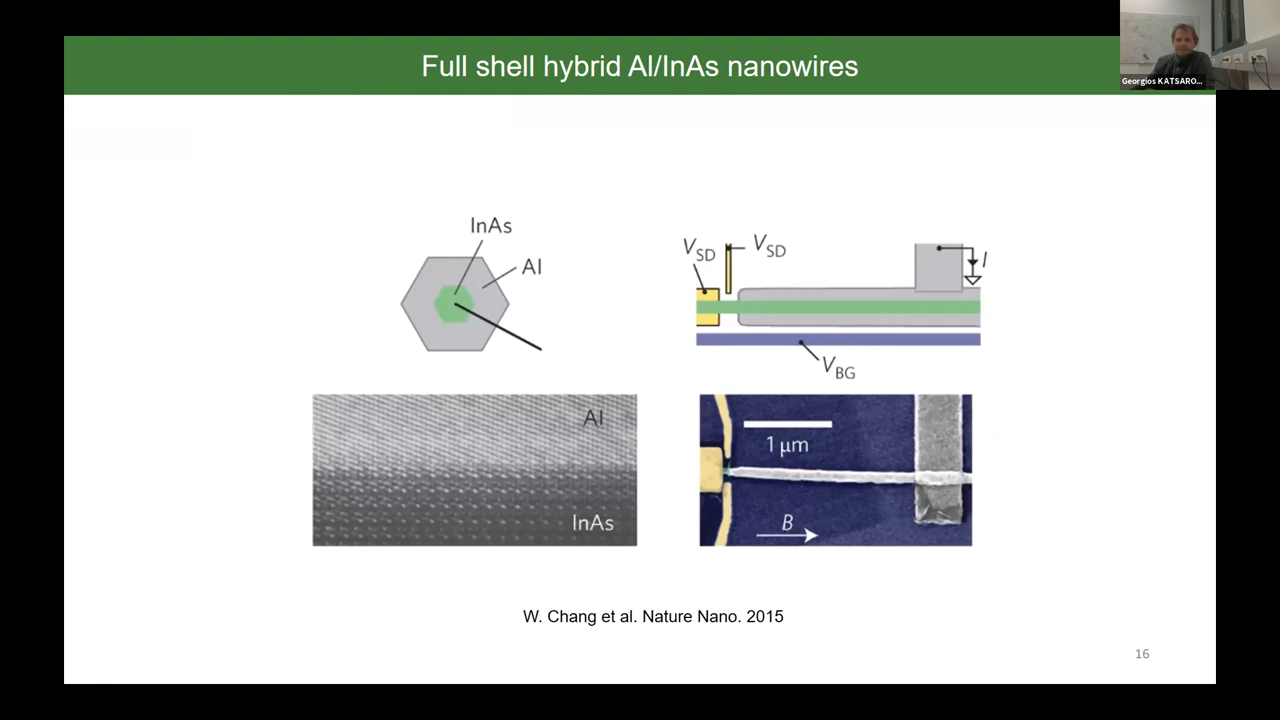 Full shell hybrid Al/InAs nanowires
Georgios KATSARO...
InAs
Al
VSD
VSD
I
VBG
Al
InAs
1 μm
B
W. Chang et al. Nature Nano. 2015
16